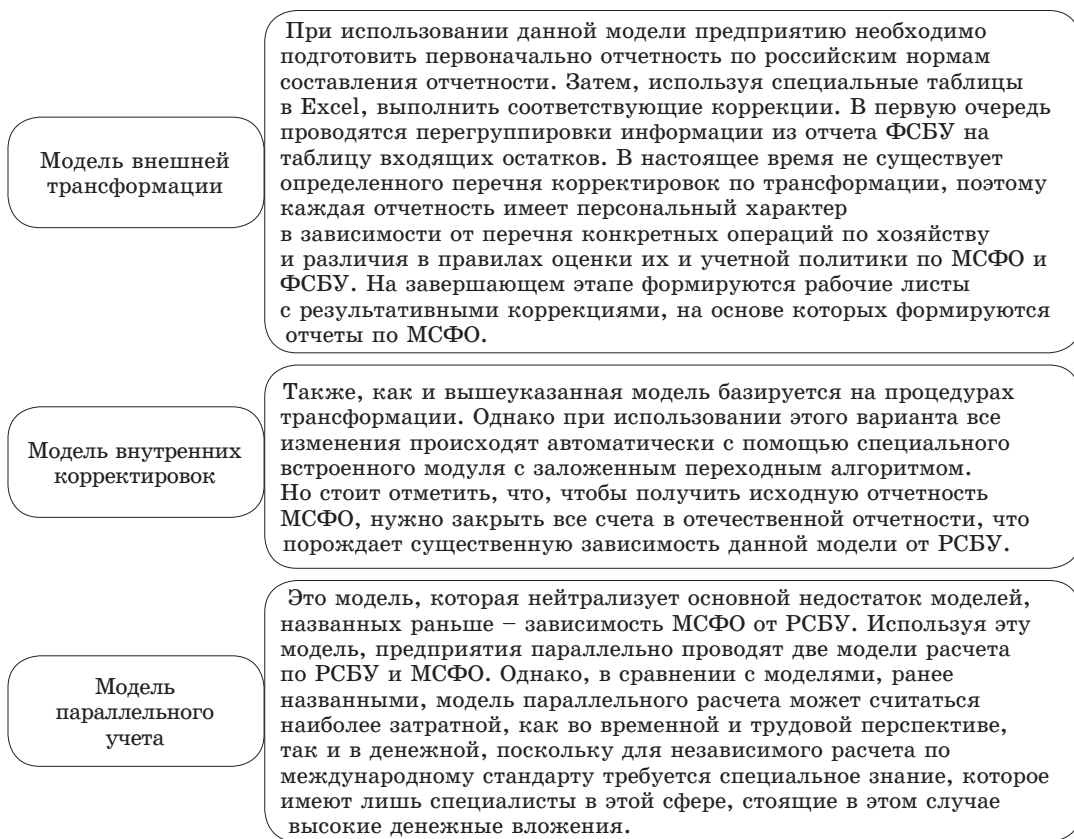 Модель внешней
трансформации
При использовании данной модели предприятию необходимо
подготовить первоначально отчетность по российским нормам
составления отчетности. Затем, используя специальные таблицы
в Excel, выполнить соответствующие коррекции. В первую очередь
проводятся перегруппировки информации из отчета ФСБУ на
таблицу входящих остатков. В настоящее время не существует
определенного перечня корректировок по трансформации, поэтому
каждая отчетность имеет персональный характер
в зависимости от перечня конкретных операций по хозяйству
и различия в правилах оценки их и учетной политики по МСФО и
ФСБУ. На завершающем этапе формируются рабочие листы
с результативными коррекциями, на основе которых формируются
отчеты по МСФО.
Модель внутренних
корректировок
Также, как и вышеуказанная модель базируется на процедурах
трансформации. Однако при использовании этого варианта все
изменения происходят автоматически с помощью специального
встроенного модуля с заложенным переходным алгоритмом.
Но стоит отметить, что, чтобы получить исходную отчетность
МСФО, нужно закрыть все счета в отечественной отчетности, что
порождает существенную зависимость данной модели от РСБУ.
Модель
параллельного
учета
Это модель, которая нейтрализует основной недостаток моделей,
названных раньше – зависимость МСФО от РСБУ. Используя эту
модель, предприятия параллельно проводят две модели расчета
по РСБУ и МСФО. Однако, в сравнении с моделями, ранее
названными, модель параллельного расчета может считаться
наиболее затратной, как во временной и трудовой перспективе,
так и в денежной, поскольку для независимого расчета по
международному стандарту требуется специальное знание, которое
имеют лишь специалисты в этой сфере, стоящие в этом случае
высокие денежные вложения.